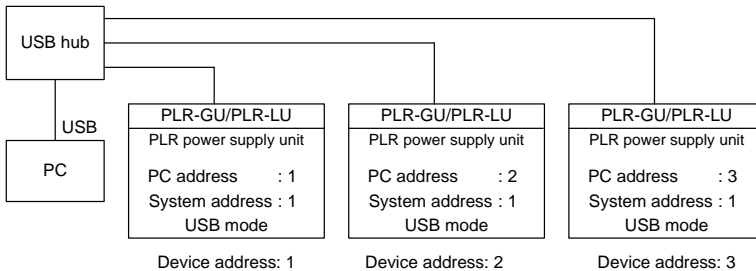 USB hub
USB
PC
PLR-GU/PLR-LU
PLR power supply unit
PC address : 1
System address : 1
USB mode
Device address: 1
PLR-GU/PLR-LU
PLR power supply unit
PC address : 2
System address : 1
USB mode
Device address: 2
PLR-GU/PLR-LU
PLR power supply unit
PC address : 3
System address : 1
USB mode
Device address: 3